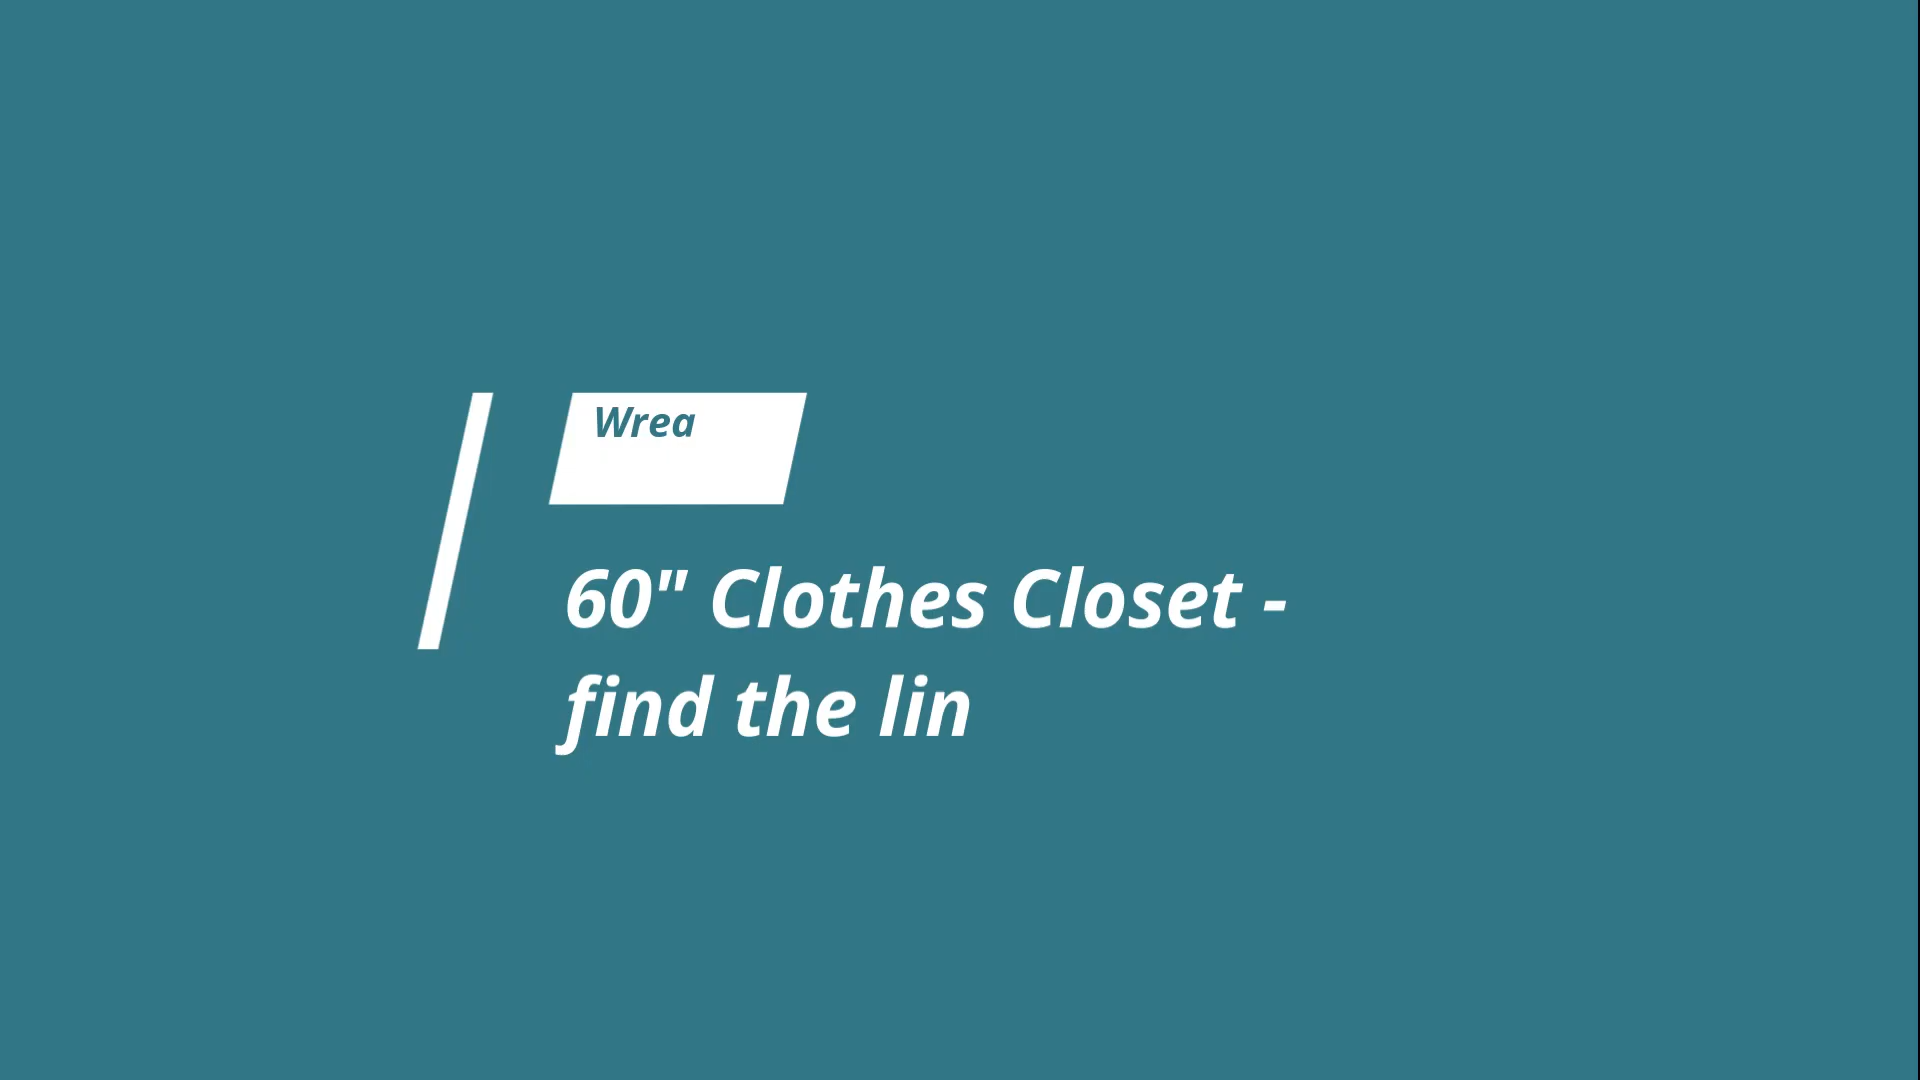 Wrea
60" Clothes Closet -
find the lin